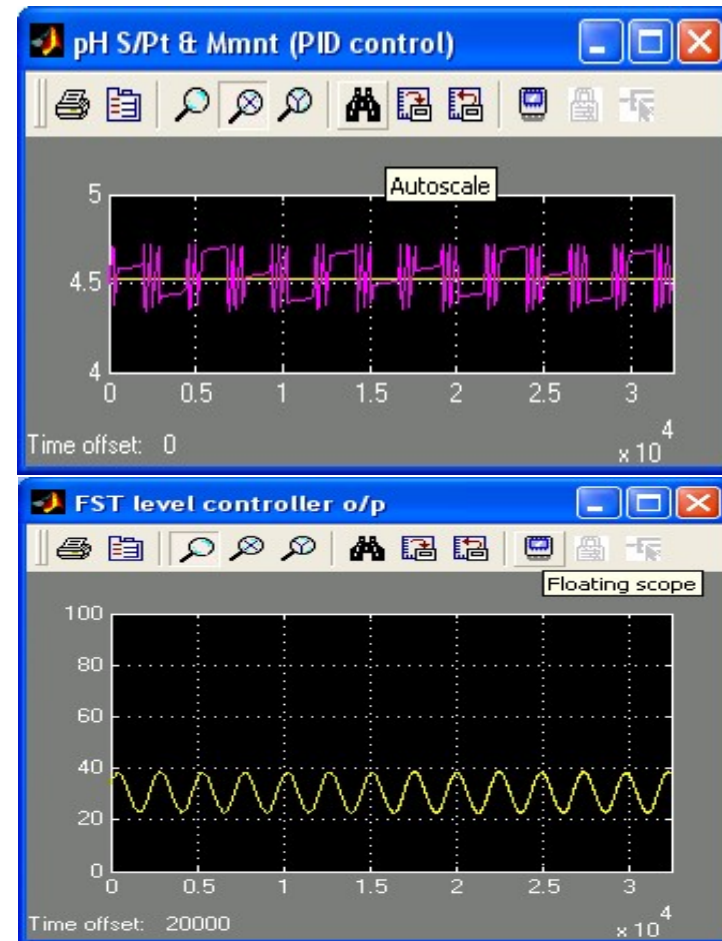 pH S/Pt & Mmnt (PID control)
Autoscale
5
4.5
4
0 0.5 1 1.5 2 2.5 3
Time offset: 0
x 10
4
FST level controller o/p
Floating scope
100
80
60
40
20
0
0 0.5 1 1.5 2 2.5 3
Time offset: 20000
x 10
4